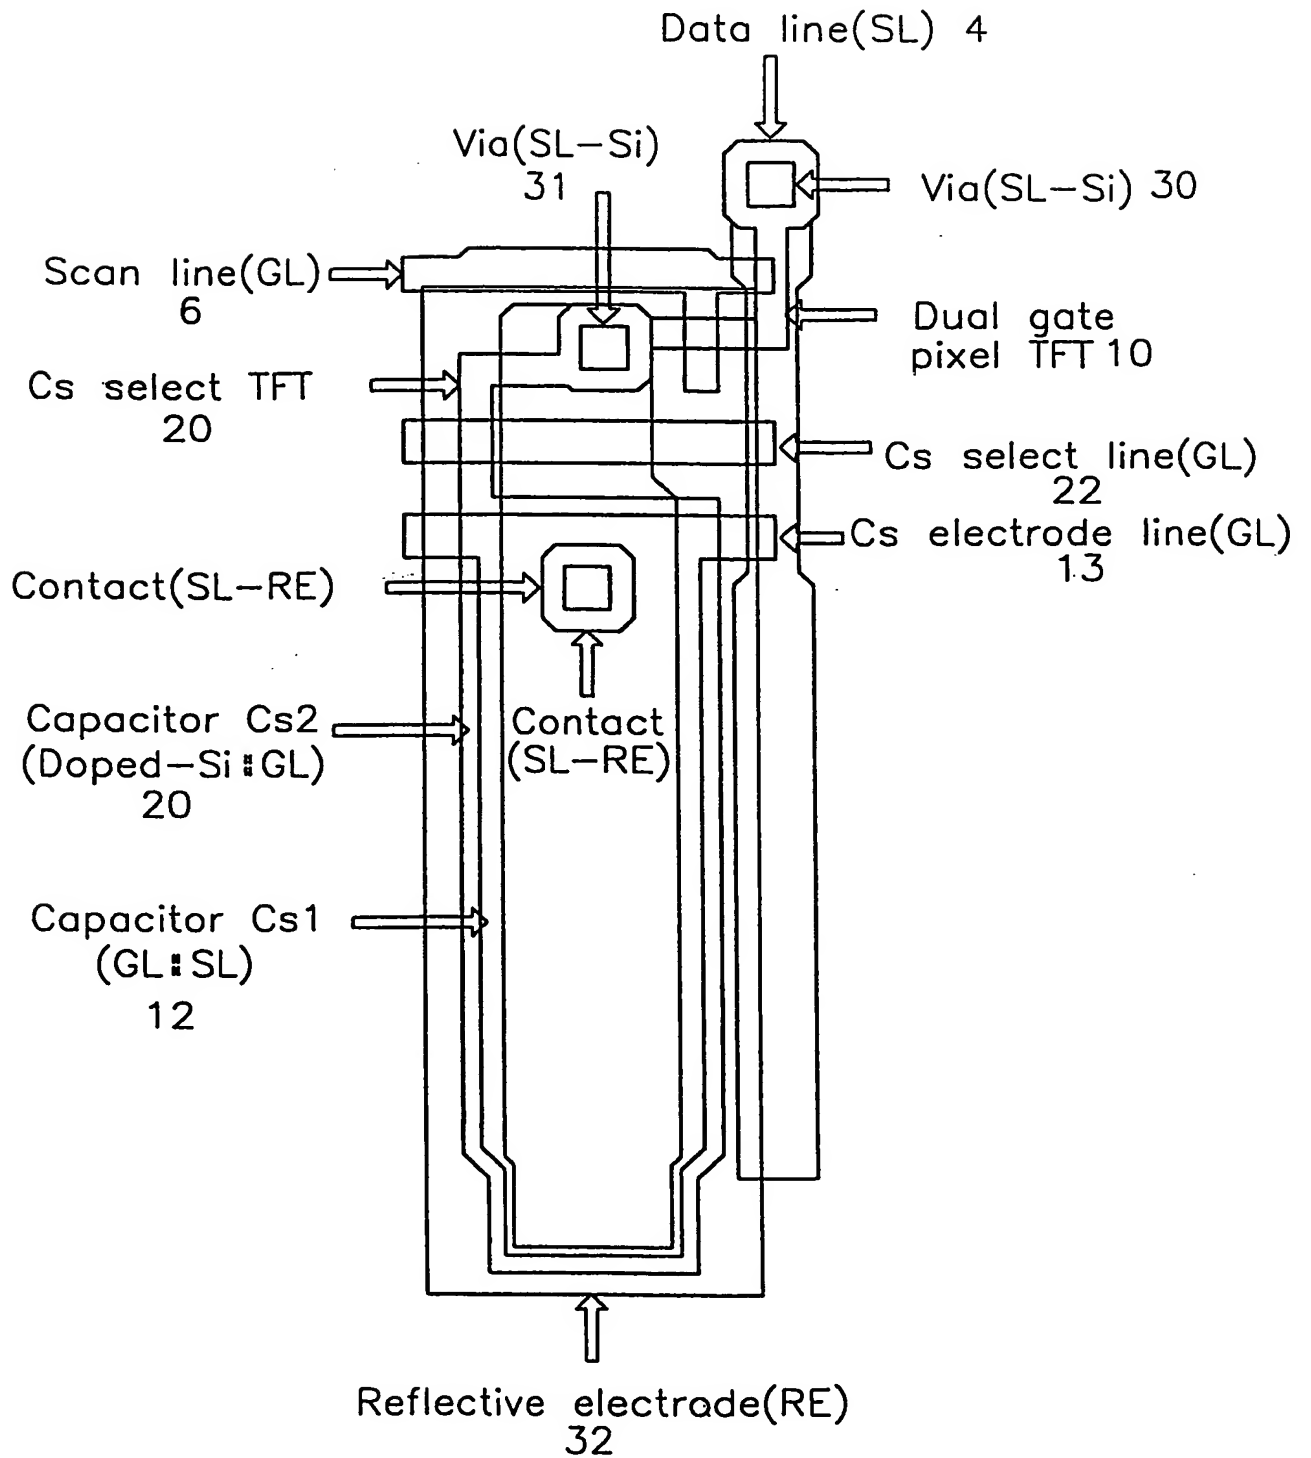 Data line(SL) 4
Via(SL-Si)
31
Via(SL-Si) 30
Scan line(GL)
6
Dual gate
pixel TFT 10
Cs select TFT
20
Cs select line(GL)
22
Cs electrode line(GL)
13
Contact(SL-RE)
Contact
(SL-RE)
Capacitor Cs2
(Doped-Si::GL)
20
Capacitor Cs1
(GL::SL)
12
Reflective electrode(RE)
32